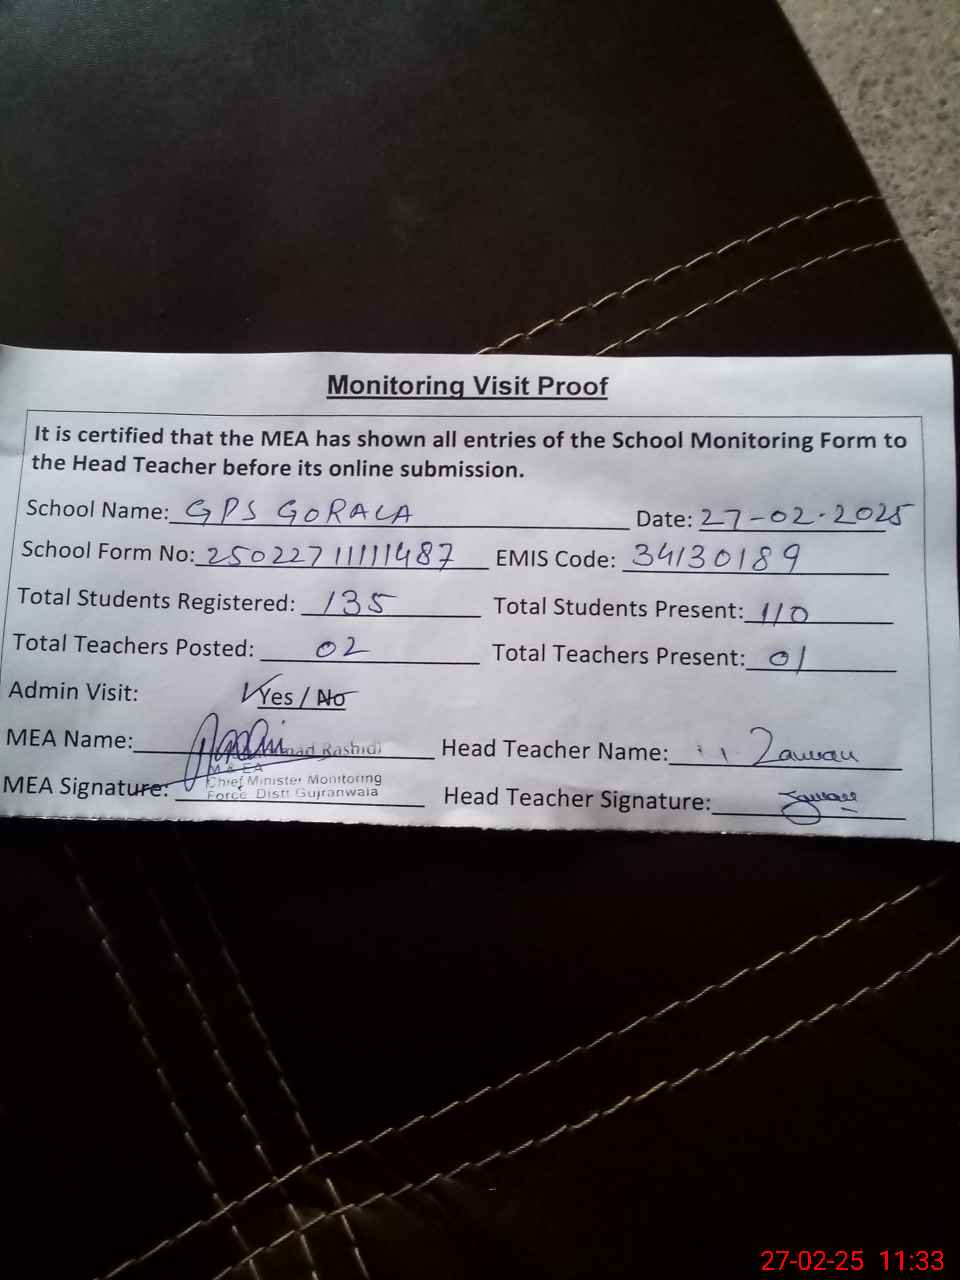 Monitoring Visit Proof
It is certified that the MEA has shown all entries of the School Monitoring Form to
the Head Teacher before its online submission.
School Name: GPS GORALA Date: 27-02-2025
School Form No: 25022711111487 EMIS Code: 34130189
Total Students Registered: 135 Total Students Present: 110
Total Teachers Posted: 02 Total Teachers Present: 01
Admin Visit: Yes / No
MEA Name: Rashid) Head Teacher Name:
M & EA
MEA Signature: Chief Minister Monitoring
Force Distt Gujranwala Head Teacher Signature:
27-02-25 11:33